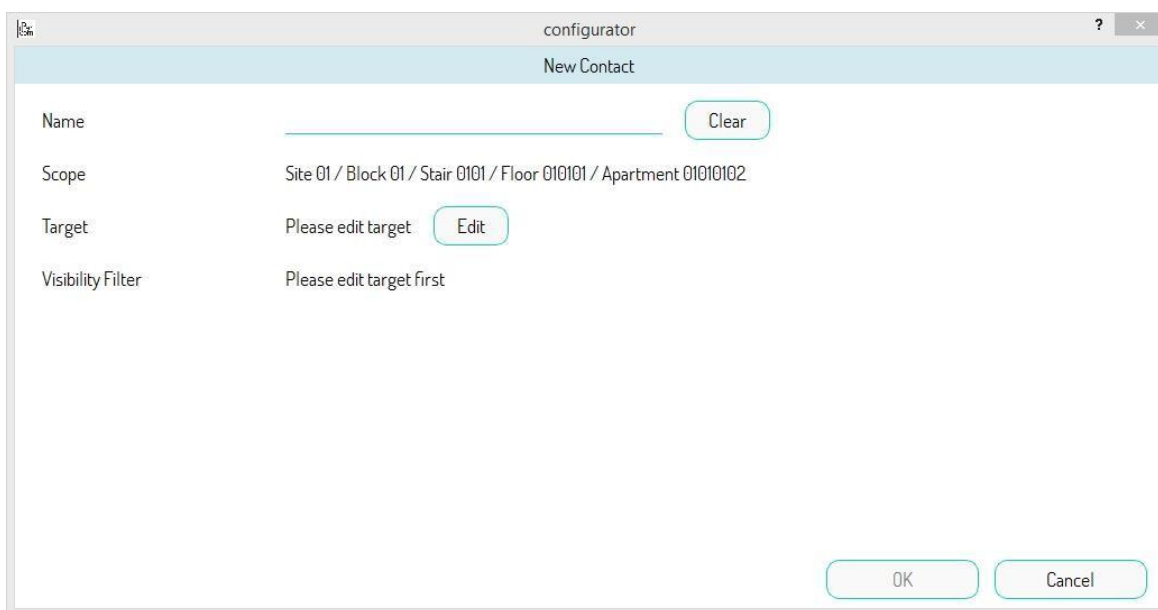 configurator ?
New Contact
Name Clear
Scope Site 01 / Block 01 / Stair 0101 / Floor 010101 / Apartment 01010102
Target Please edit target Edit
Visibility Filter Please edit target first
OK Cancel